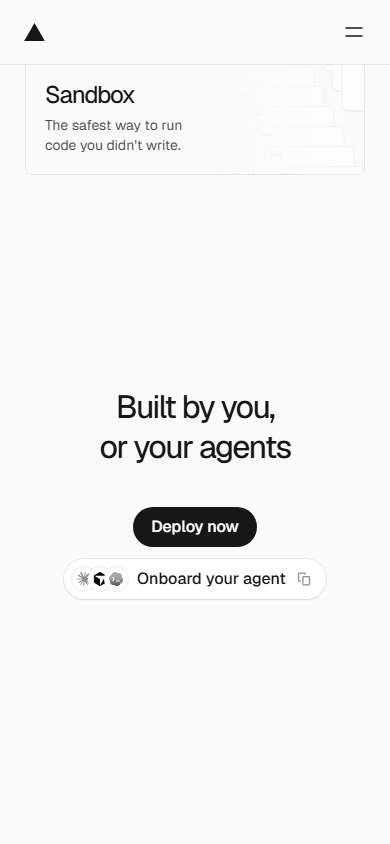 Sandbox
The safest way to run
code you didn't write.
Built by you,
or your agents
Deploy now
Onboard your agent